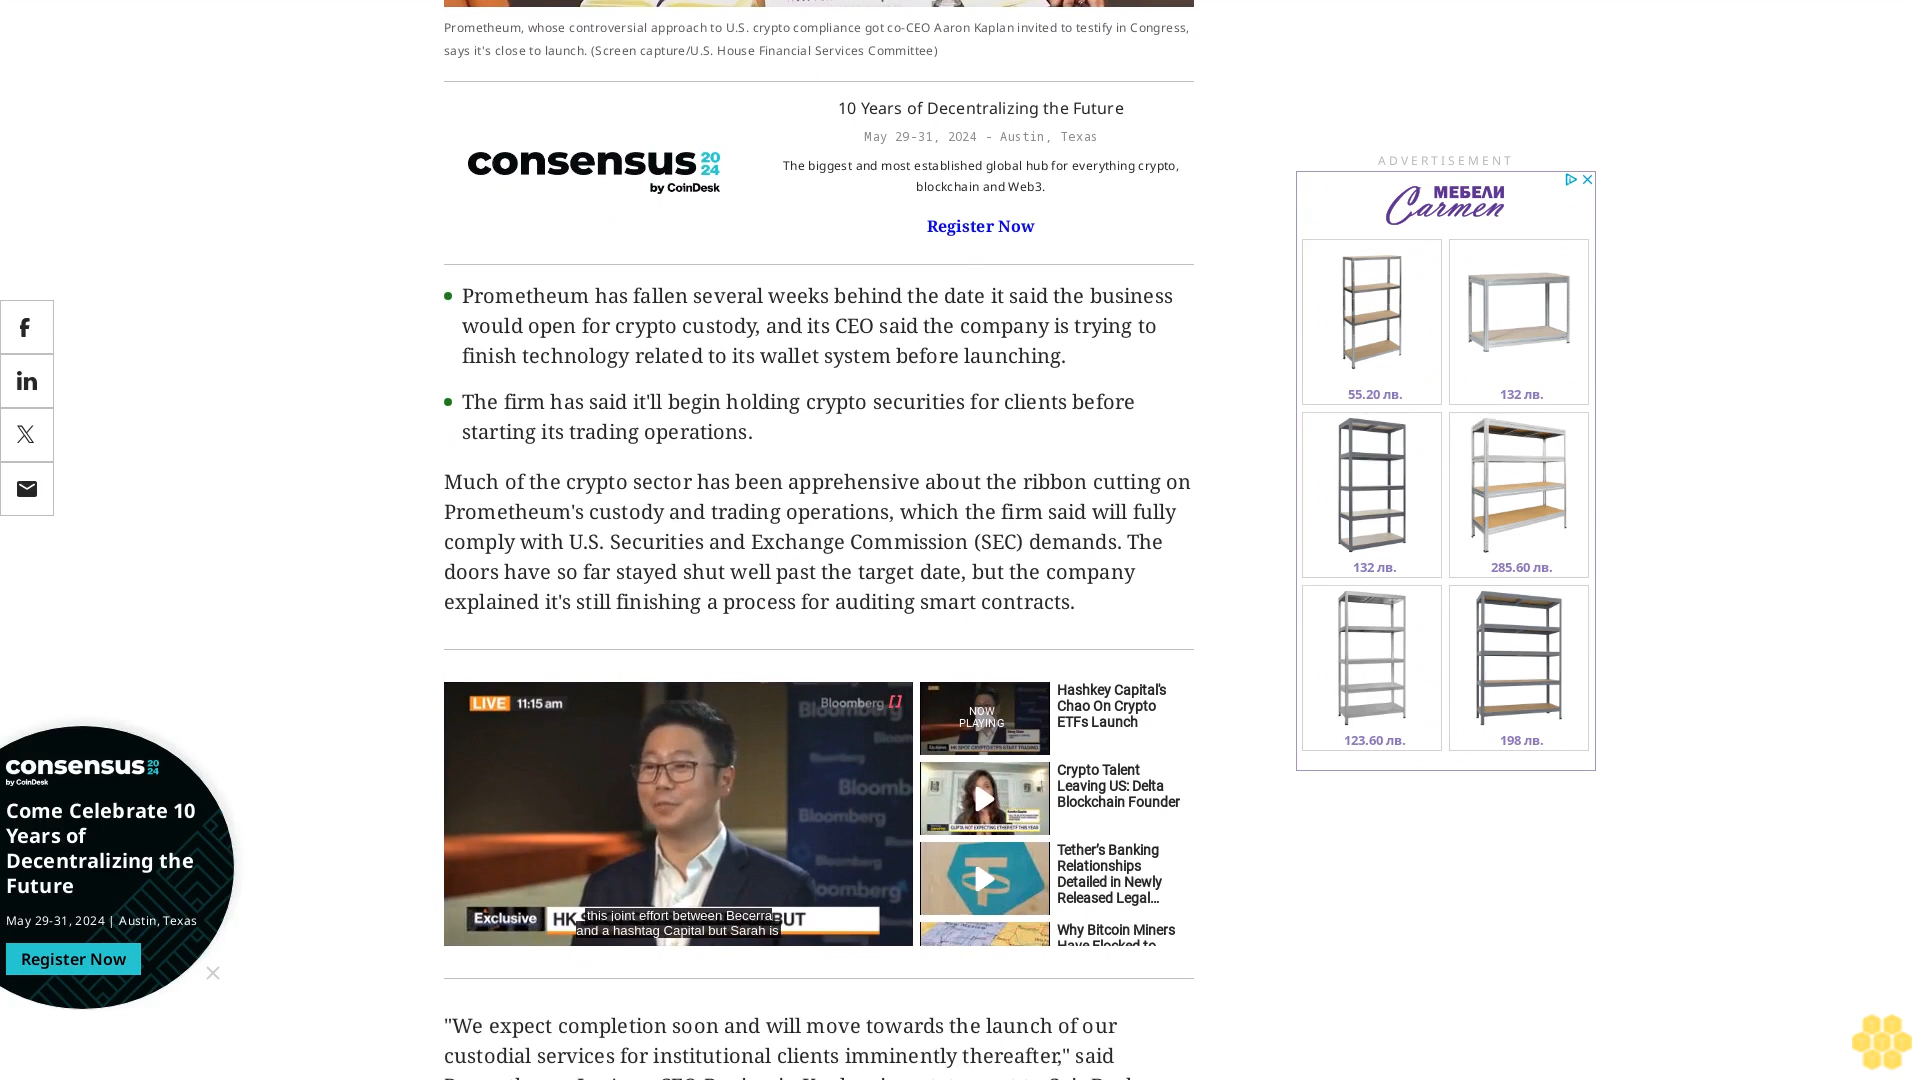 Prometheum, whose controversial approach to U.S. crypto compliance got co-CEO Aaron Kaplan invited to testify in Congress,
says it's close to launch. (Screen capture/U.S. House Financial Services Committee)
consensus 2024
by CoinDesk
10 Years of Decentralizing the Future
May 29-31, 2024 - Austin, Texas
The biggest and most established global hub for everything crypto,
blockchain and Web3.
Register Now
Prometheum has fallen several weeks behind the date it said the business
would open for crypto custody, and its CEO said the company is trying to
finish technology related to its wallet system before launching.
The firm has said it'll begin holding crypto securities for clients before
starting its trading operations.
Much of the crypto sector has been apprehensive about the ribbon cutting on
Prometheum's custody and trading operations, which the firm said will fully
comply with U.S. Securities and Exchange Commission (SEC) demands. The
doors have so far stayed shut well past the target date, but the company
explained it's still finishing a process for auditing smart contracts.
LIVE 11:15 am
Bloomberg
Exclusive HK
BUT
this joint effort between Becerra
and a hashtag Capital but Sarah is
NOW
PLAYING
Hashkey Capital's
Chao On Crypto
ETFs Launch
Crypto Talent
Leaving US: Delta
Blockchain Founder
Tether's Banking
Relationships
Detailed in Newly
Released Legal...
Why Bitcoin Miners
Have Flocked to
"We expect completion soon and will move towards the launch of our
custodial services for institutional clients imminently thereafter," said
ADVERTISEMENT
МЕБЕЛИ
Carmen
55.20 лв.
132 лв.
132 лв.
285.60 лв.
123.60 лв.
198 лв.
consensus 2024
by CoinDesk
Come Celebrate 10
Years of
Decentralizing the
Future
May 29-31, 2024 | Austin, Texas
Register Now